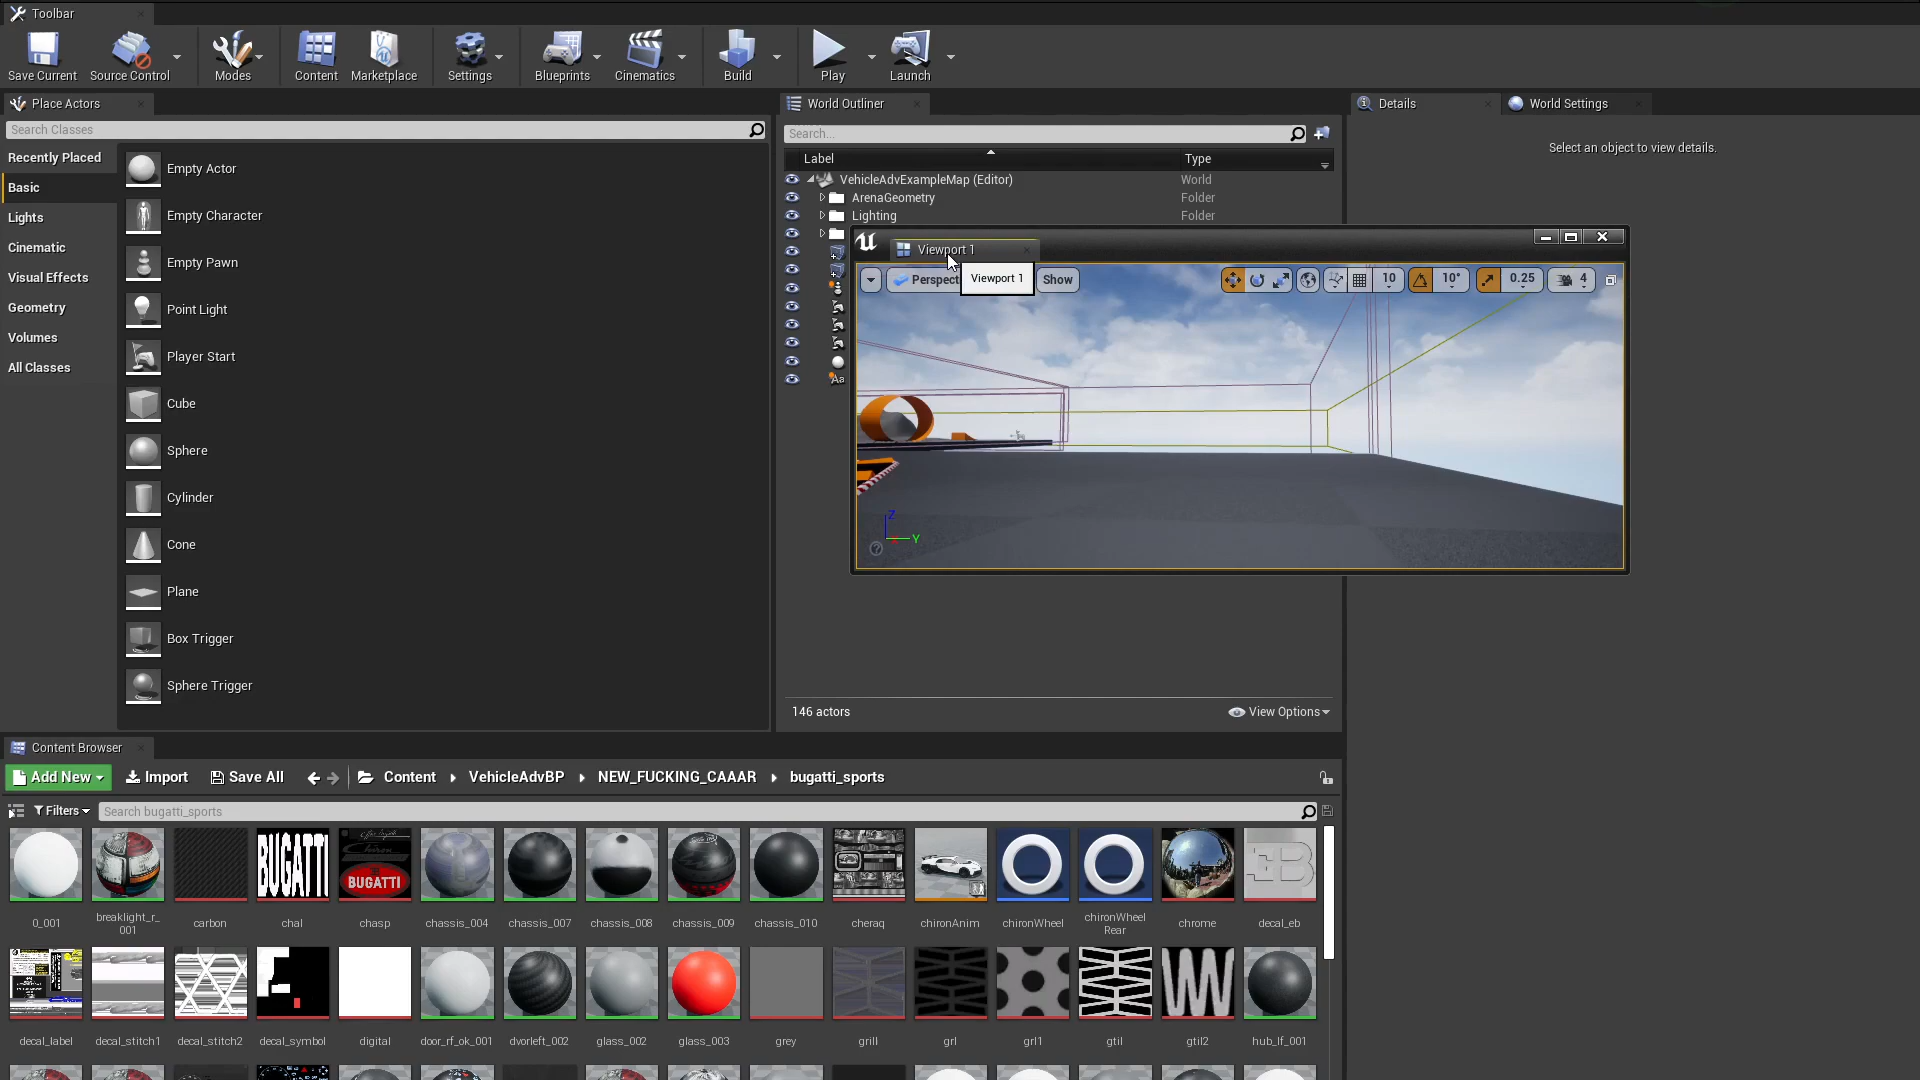 Toolbar
Save Current
Source Control
Modes
Content
Marketplace
Settings
Blueprints
Cinematics
Build
Play
Launch
Place Actors
World Outliner
Details
World Settings
Search Classes
Search...
Select an object to view details.
Recently Placed
Basic
Lights
Cinematic
Visual Effects
Geometry
Volumes
All Classes
Empty Actor
Empty Character
Empty Pawn
Point Light
Player Start
Cube
Sphere
Cylinder
Cone
Plane
Box Trigger
Sphere Trigger
Label
Type
VehicleAdvExampleMap (Editor)
World
ArenaGeometry
Folder
Lighting
Folder
Viewport 1
Perspect
Viewport 1
Show
10
10°
0.25
4
Z
Y
146 actors
View Options
Content Browser
Add New
Import
Save All
Content
VehicleAdvBP
NEW_FUCKING_CAAAR
bugatti_sports
Filters
Search bugatti_sports
BUGATTI
Chiron
BUGATTI
EB
0_001
breaklight_r_
001
carbon
chal
chasp
chassis_004
chassis_007
chassis_008
chassis_009
chassis_010
cheraq
chironAnim
chironWheel
chironWheel
Rear
chrome
decal_eb
decal_label
decal_stitch1
decal_stitch2
decal_symbol
digital
door_rf_ok_001
dvorleft_002
glass_002
glass_003
grey
grill
grl
grl1
gtil
gtil2
hub_lf_001